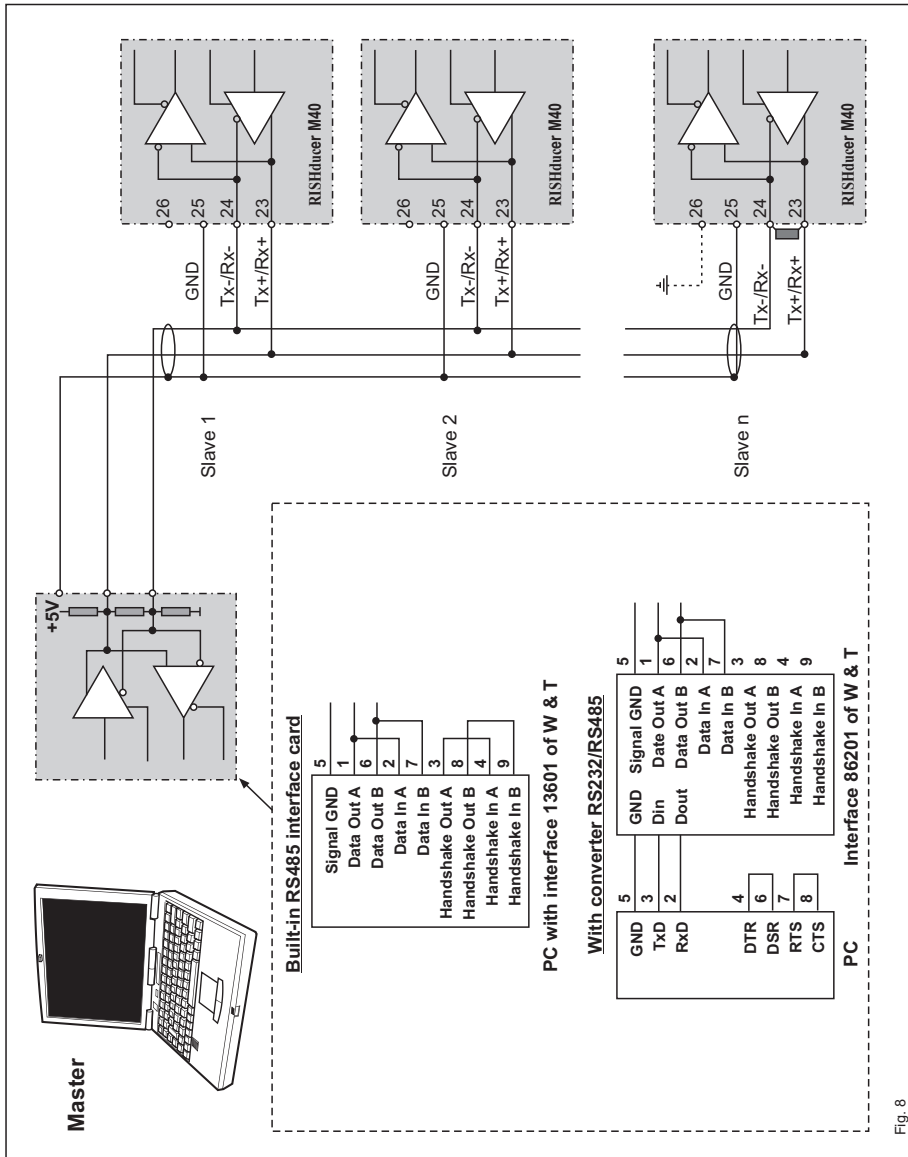 Master
+5V
RISHducer M40
26
25
24
23
GND
Tx-/Rx-
Tx+/Rx+
Slave 1
RISHducer M40
26
25
24
23
GND
Tx-/Rx-
Tx+/Rx+
Slave 2
RISHducer M40
26
25
24
23
GND
Tx-/Rx-
Tx+/Rx+
Slave n
Built-in RS485 interface card
Signal GND 5
Data Out A 1
Data Out B 6
Data In A 2
Data In B 7
Handshake Out A 3
Handshake Out B 8
Handshake In A 4
Handshake In B 9
PC with interface 13601 of W & T
With converter RS232/RS485
GND 5
TxD 3
RxD 2
DTR 4
DSR 6
RTS 7
CTS 8
PC
GND Signal GND 5
Din Date Out A 1
Dout Data Out B 6
Data In A 2
Data In B 7
Handshake Out A 3
Handshake Out B 8
Handshake In A 4
Handshake In B 9
Interface 86201 of W & T
Fig. 8